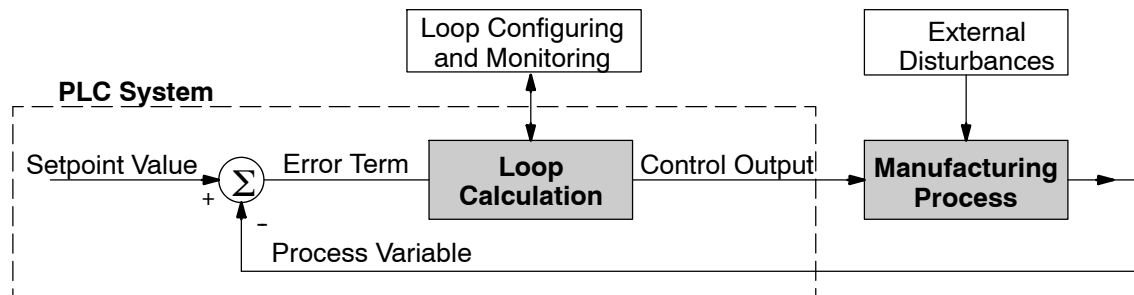 Loop Configuring
and Monitoring
External
Disturbances
PLC System
Setpoint Value
Σ
+
−
Error Term
Loop
Calculation
Control Output
Manufacturing
Process
Process Variable